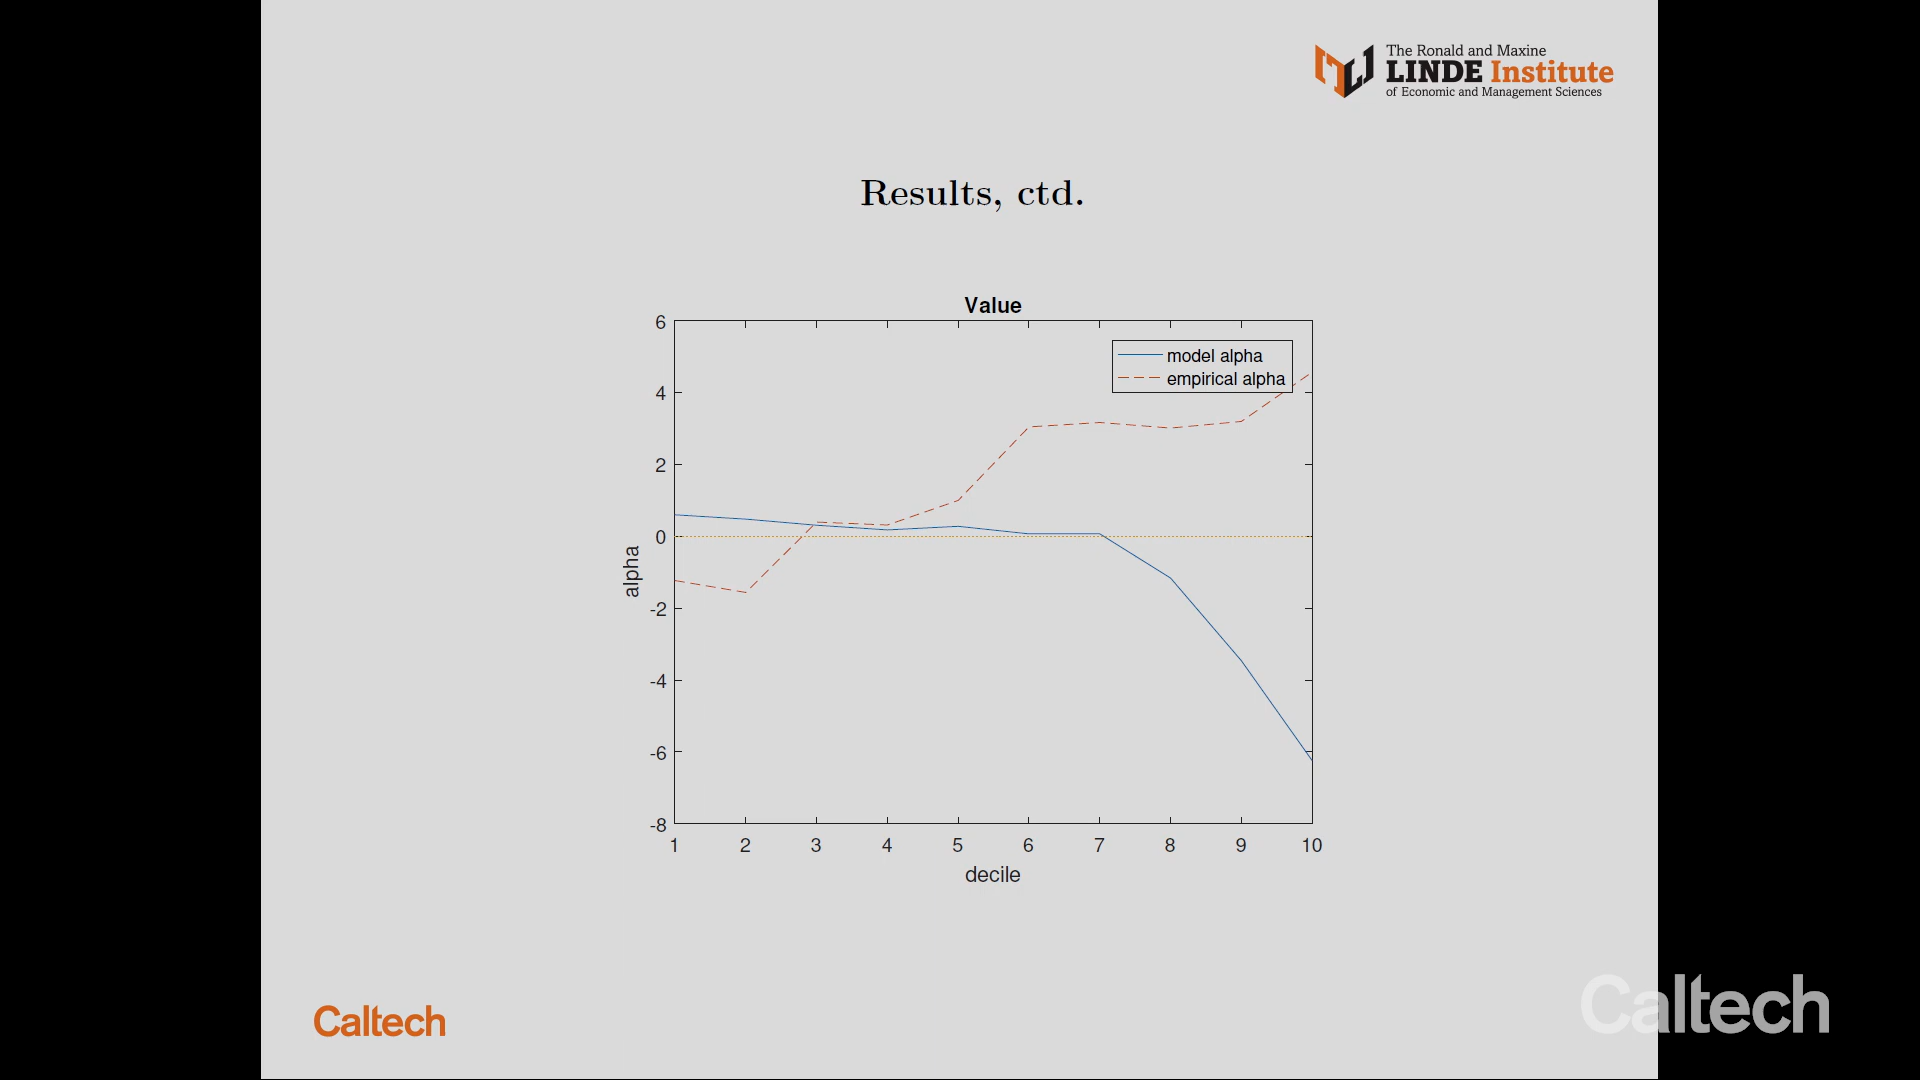 The Ronald and Maxine
LINDE Institute
of Economic and Management Sciences
Results, ctd.
Value
6
4
2
0
-2
-4
-6
-8
alpha
model alpha
empirical alpha
1 2 3 4 5 6 7 8 9 10
decile
Caltech
Caltech